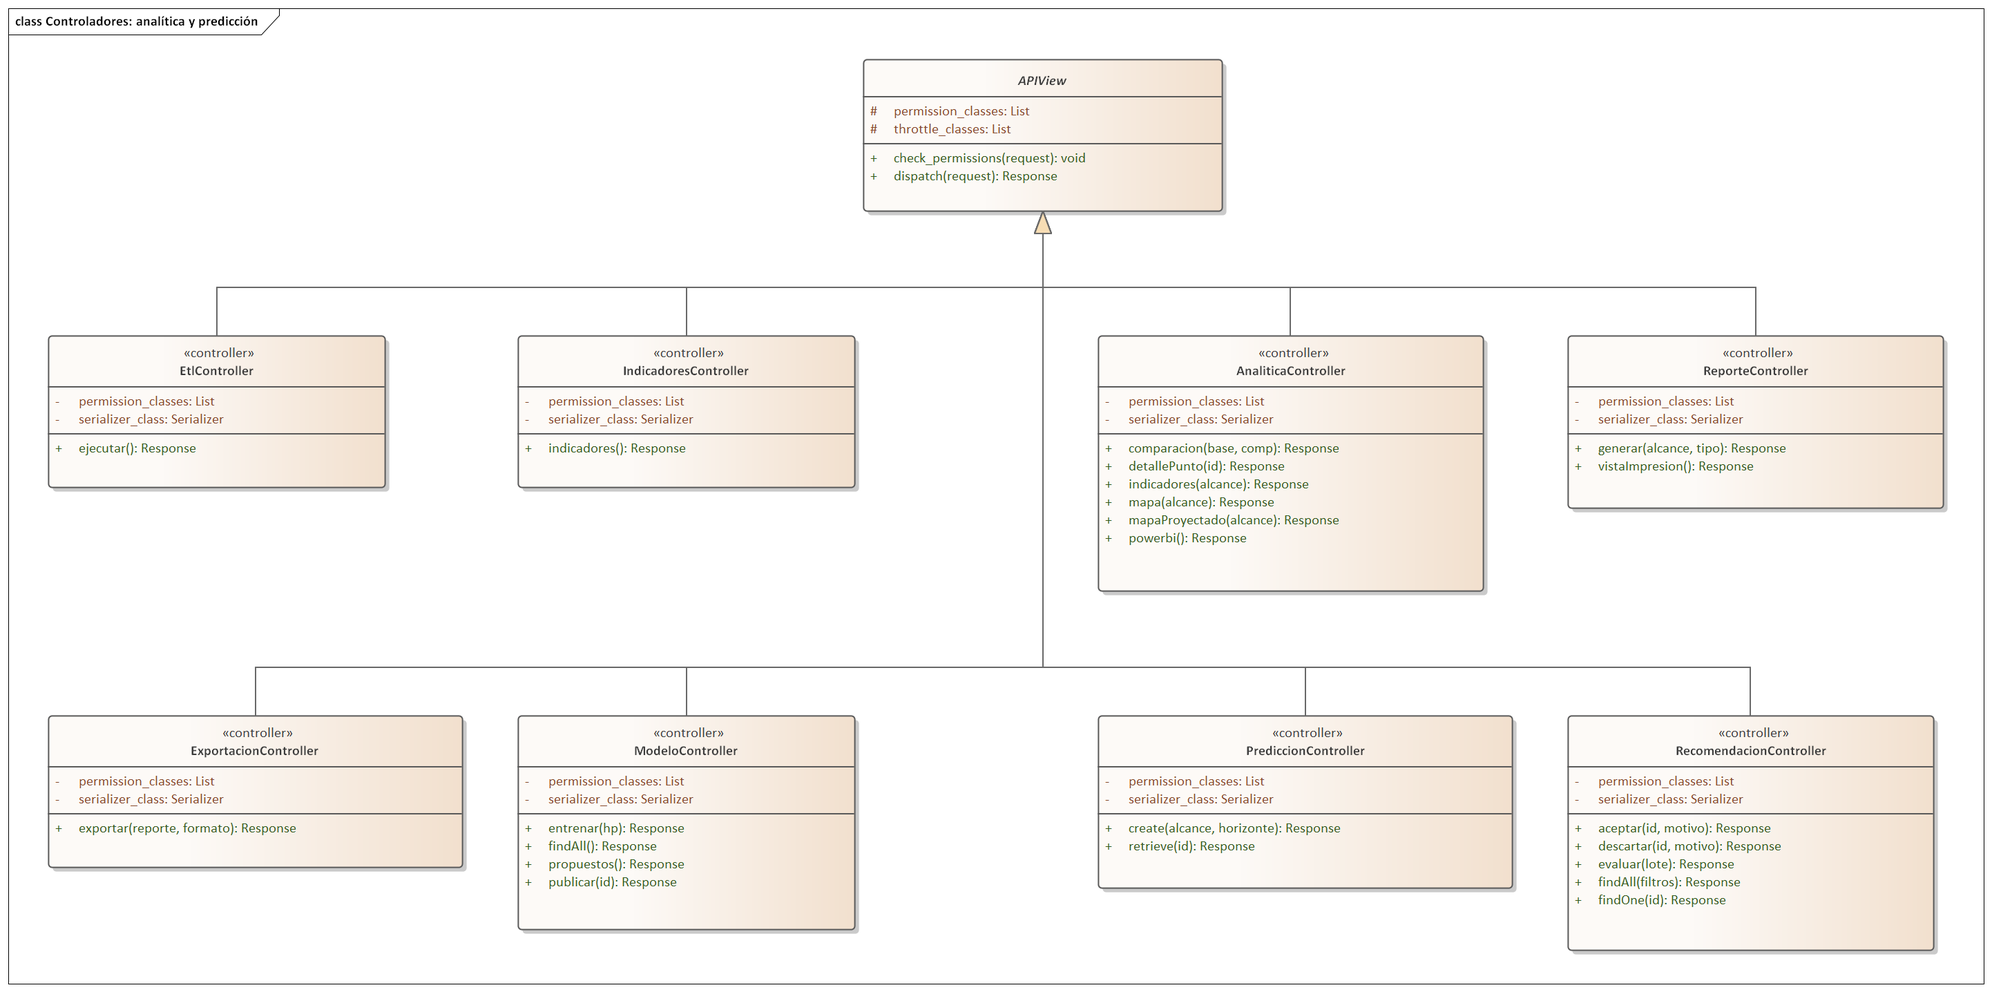 class Controladores: analítica y predicción
APIView
# permission_classes: List
# throttle_classes: List
+ check_permissions(request): void
+ dispatch(request): Response
«controller»
EtlController
- permission_classes: List
- serializer_class: Serializer
+ ejecutar(): Response
«controller»
IndicadoresController
- permission_classes: List
- serializer_class: Serializer
+ indicadores(): Response
«controller»
AnaliticaController
- permission_classes: List
- serializer_class: Serializer
+ comparacion(base, comp): Response
+ detallePunto(id): Response
+ indicadores(alcance): Response
+ mapa(alcance): Response
+ mapaProyectado(alcance): Response
+ powerbi(): Response
«controller»
ReporteController
- permission_classes: List
- serializer_class: Serializer
+ generar(alcance, tipo): Response
+ vistaImpresion(): Response
«controller»
ExportacionController
- permission_classes: List
- serializer_class: Serializer
+ exportar(reporte, formato): Response
«controller»
ModeloController
- permission_classes: List
- serializer_class: Serializer
+ entrenar(hp): Response
+ findAll(): Response
+ propuestos(): Response
+ publicar(id): Response
«controller»
PrediccionController
- permission_classes: List
- serializer_class: Serializer
+ create(alcance, horizonte): Response
+ retrieve(id): Response
«controller»
RecomendacionController
- permission_classes: List
- serializer_class: Serializer
+ aceptar(id, motivo): Response
+ descartar(id, motivo): Response
+ evaluar(lote): Response
+ findAll(filtros): Response
+ findOne(id): Response